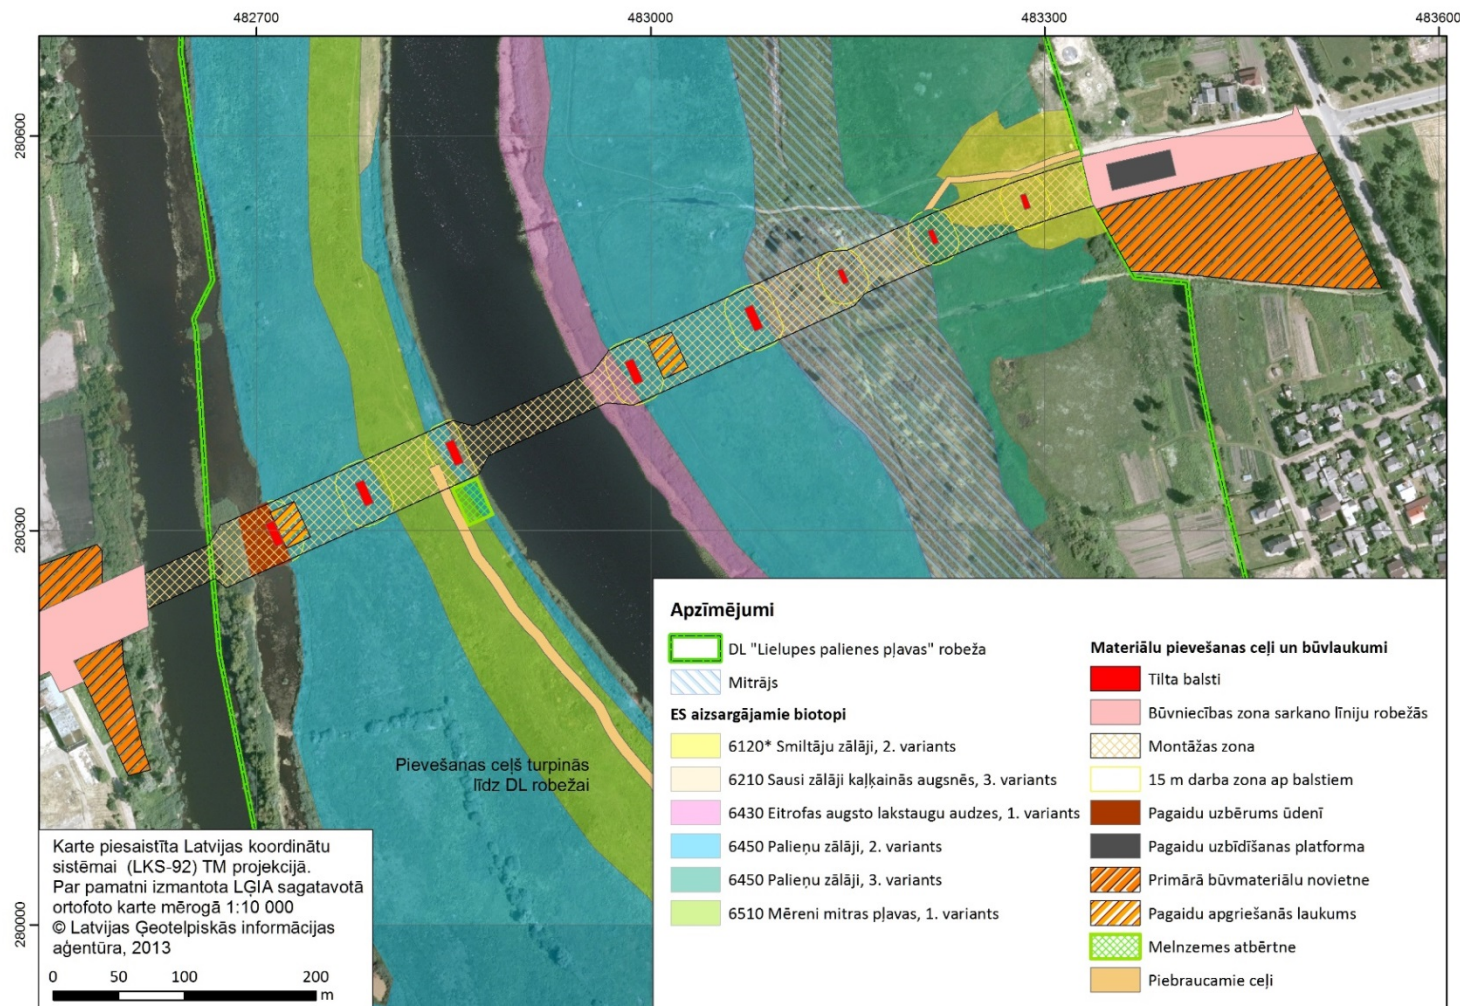 482700
483000
483300
483600
280600
280300
280000
Pievešanas ceļš turpinās
līdz DL robežai
Karte piesaistīta Latvijas koordinātu
sistēmai (LKS-92) TM projekcijā.
Par pamatni izmantota LĢIA sagatavotā
ortofoto karte mērogā 1:10 000
© Latvijas Ģeotelpiskās informācijas
aģentūra, 2013
0 50 100 200
m
Apzīmējumi
DL "Lielupes palienes pļavas" robeža
Mitrājs
ES aizsargājamie biotopi
6120* Smiltāju zālāji, 2. variants
6210 Sausi zālāji kaļķainās augsnēs, 3. variants
6430 Eitrofas augsto lakstaugu audzes, 1. variants
6450 Palieņu zālāji, 2. variants
6450 Palieņu zālāji, 3. variants
6510 Mēreni mitras pļavas, 1. variants
Materiālu pievešanas ceļi un būvlaukumi
Tilta balsti
Būvniecības zona sarkano līniju robežās
Montāžas zona
15 m darba zona ap balstiem
Pagaidu uzbērums ūdenī
Pagaidu uzbīdīšanas platforma
Primārā būvmateriālu novietne
Pagaidu apgriešanās laukums
Melnzemes atbērtne
Piebraucamie ceļi